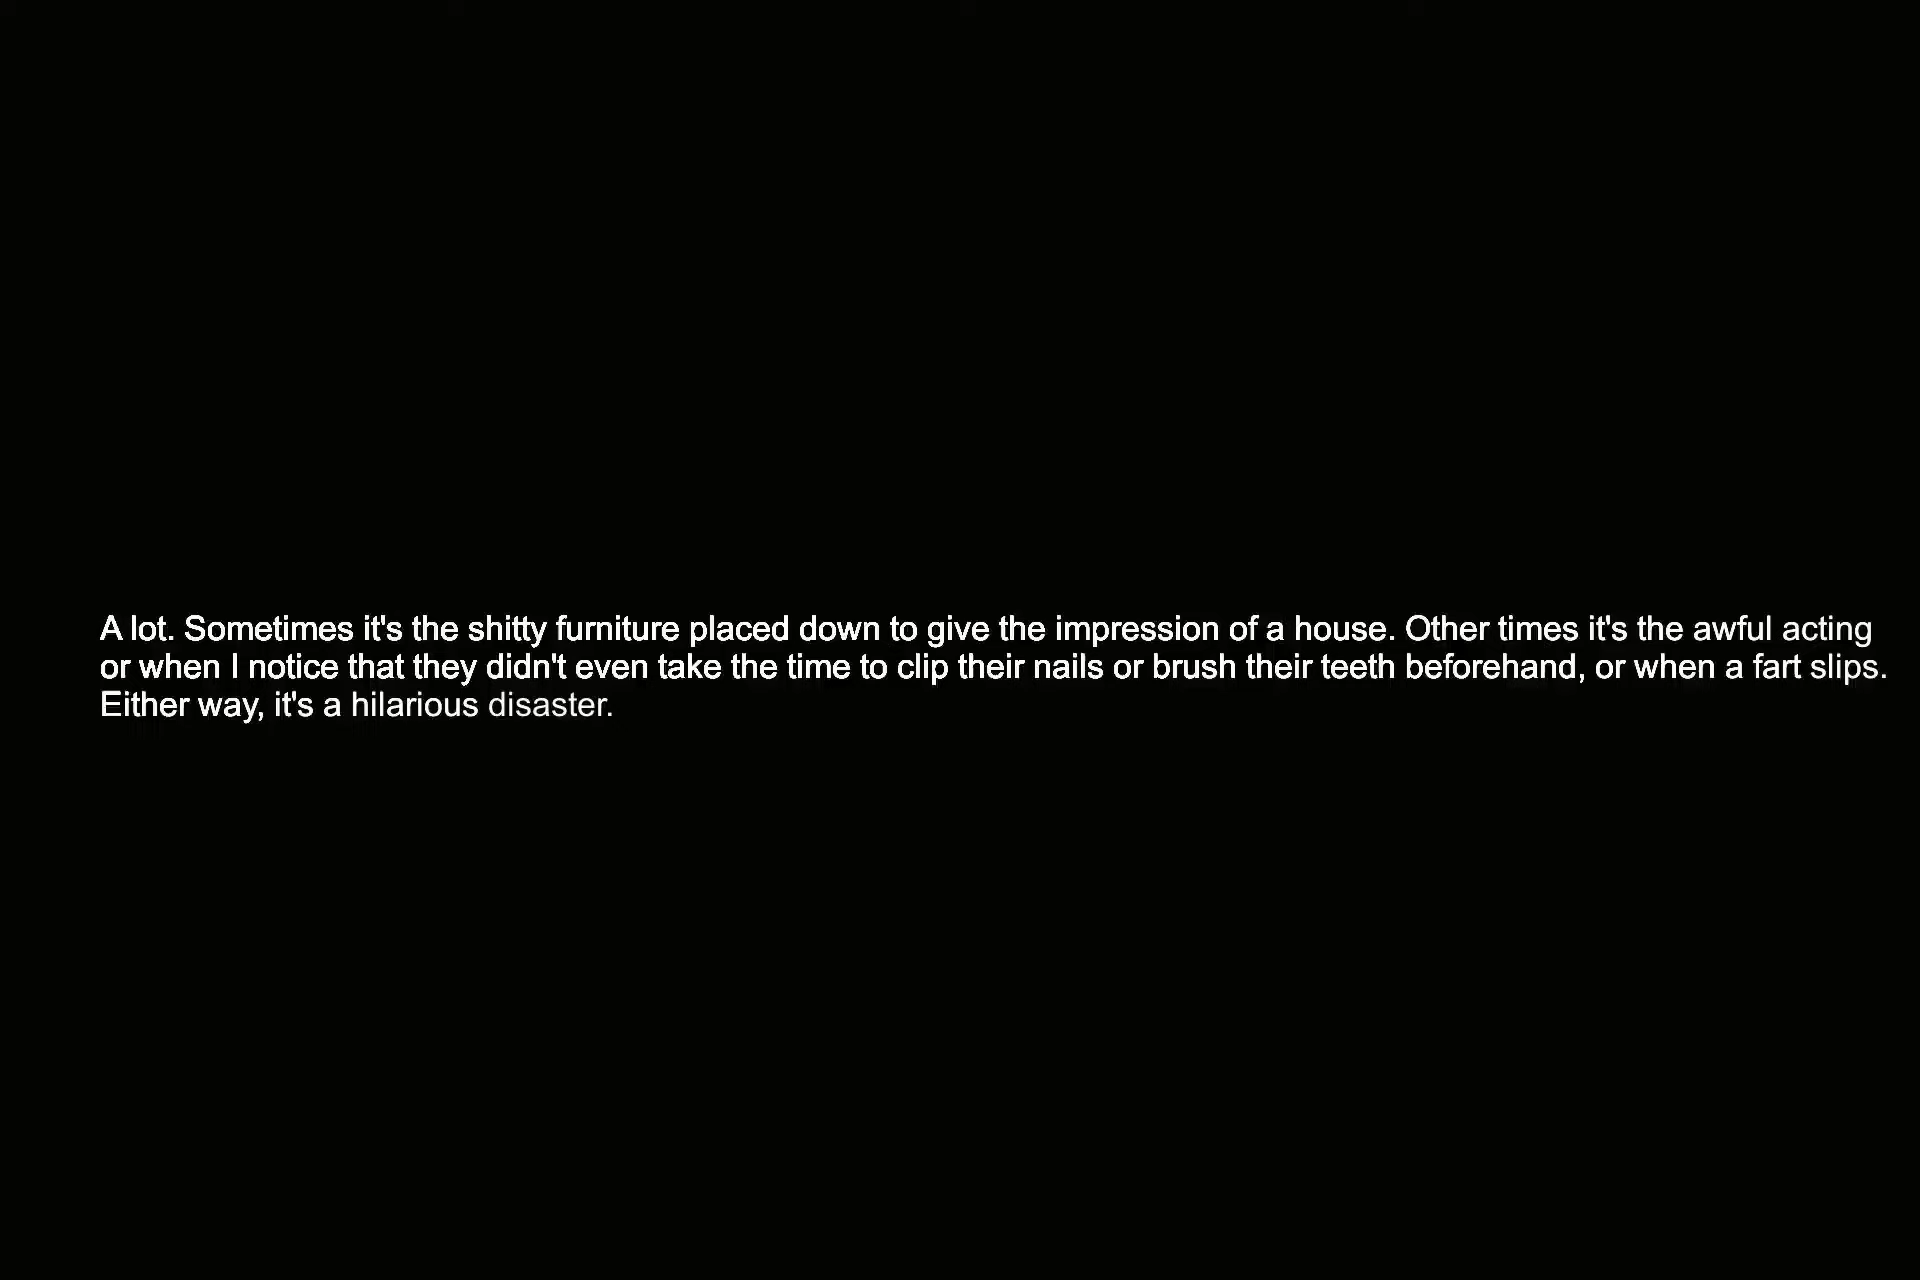 A lot. Sometimes it's the shitty furniture placed down to give the impression of a house. Other times it's the awful acting
or when I notice that they didn't even take the time to clip their nails or brush their teeth beforehand, or when a fart slips.
Either way, it's a hilarious disaster.